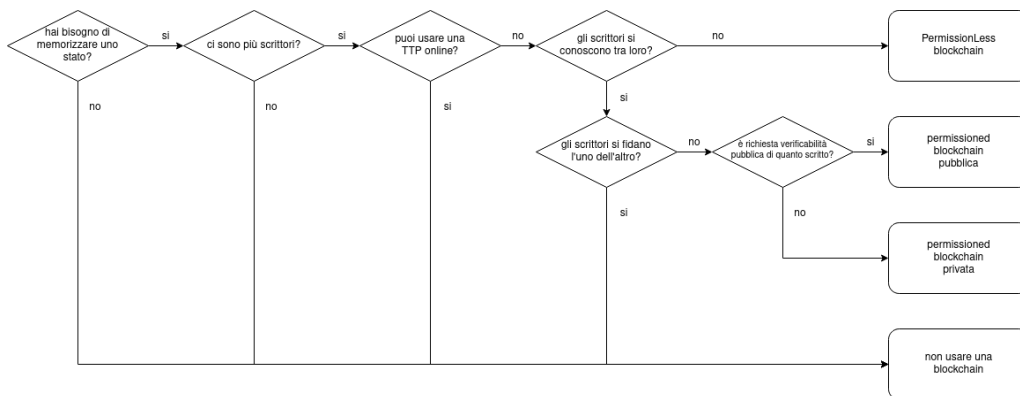 hai bisogno di
memorizzare uno
stato?
si
ci sono più scrittori?
si
puoi usare una
TTP online?
no
gli scrittori si
conoscono tra loro?
no
PermissionLess
blockchain
no
no
si
si
gli scrittori si fidano
l'uno dell'altro?
no
è richiesta verificabilità
pubblica di quanto scritto?
si
permissioned
blockchain
pubblica
si
no
permissioned
blockchain
privata
non usare una
blockchain